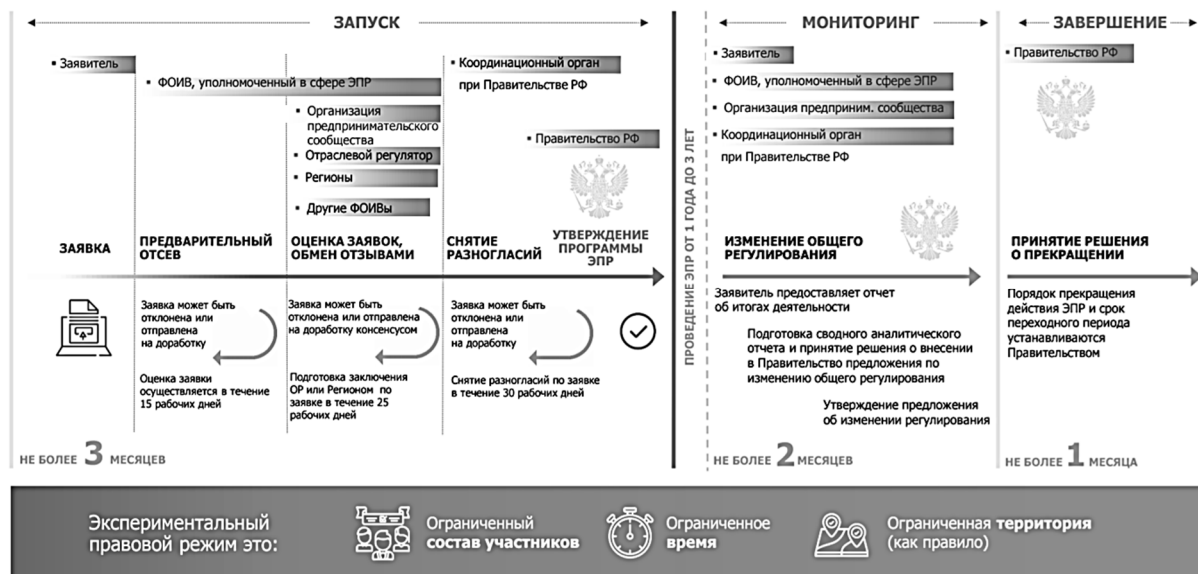 ЗАПУСК
Заявитель
ФОИВ, уполномоченный в сфере ЭПР
Организация
предпринимательского
сообщества
Отраслевой регулятор
Регионы
Другие ФОИВы
Координационный орган
при Правительстве РФ
Правительство РФ
ЗАЯВКА
ПРЕДВАРИТЕЛЬНЫЙ
ОТСЕВ
ОЦЕНКА ЗАЯВОК,
ОБМЕН ОТЗЫВАМИ
СНЯТИЕ
РАЗНОГЛАСИЙ
УТВЕРЖДЕНИЕ
ПРОГРАММЫ
ЭПР
Заявка может быть
отклонена или
отправлена
на доработку
Оценка заявки
осуществляется в течение
15 рабочих дней
Заявка может быть
отклонена или отправлена
на доработку консенсусом
Подготовка заключения
ОР или Регионом по
заявке в течение 25
рабочих дней
Заявка может быть
отклонена или
отправлена
на доработку
Снятие разногласий по заявке
в течение 30 рабочих дней
НЕ БОЛЕЕ 3 МЕСЯЦЕВ
ПРОВЕДЕНИЕ ЭПР ОТ 1 ГОДА ДО 3 ЛЕТ
МОНИТОРИНГ
Заявитель
ФОИВ, уполномоченный в сфере ЭПР
Организация предприним. сообщества
Координационный орган
при Правительстве РФ
ИЗМЕНЕНИЕ ОБЩЕГО
РЕГУЛИРОВАНИЯ
Заявитель предоставляет отчет
об итогах деятельности
Подготовка сводного аналитического
отчета и принятие решения о внесении
в Правительство предложения по
изменению общего регулирования
Утверждение предложения
об изменении регулирования
НЕ БОЛЕЕ 2 МЕСЯЦЕВ
ЗАВЕРШЕНИЕ
Правительство РФ
ПРИНЯТИЕ РЕШЕНИЯ
О ПРЕКРАЩЕНИИ
Порядок прекращения
действия ЭПР и срок
переходного периода
устанавливаются
Правительством
НЕ БОЛЕЕ 1 МЕСЯЦА
Экспериментальный
правовой режим это:
Ограниченный
состав участников
Ограниченное
время
Ограниченная территория
(как правило)